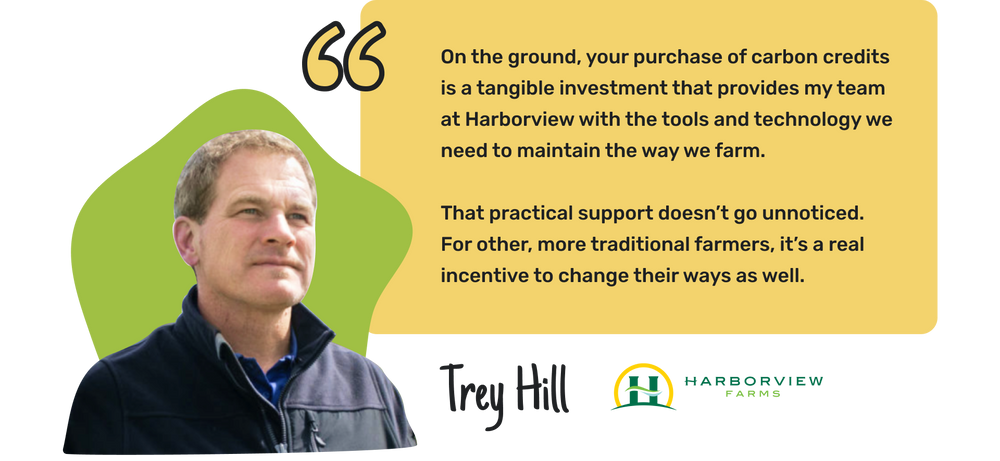 On the ground, your purchase of carbon credits
is a tangible investment that provides my team
at Harborview with the tools and technology we
need to maintain the way we farm.
That practical support doesn’t go unnoticed.
For other, more traditional farmers, it’s a real
incentive to change their ways as well.
Trey Hill
H
HARBORVIEW
FARMS